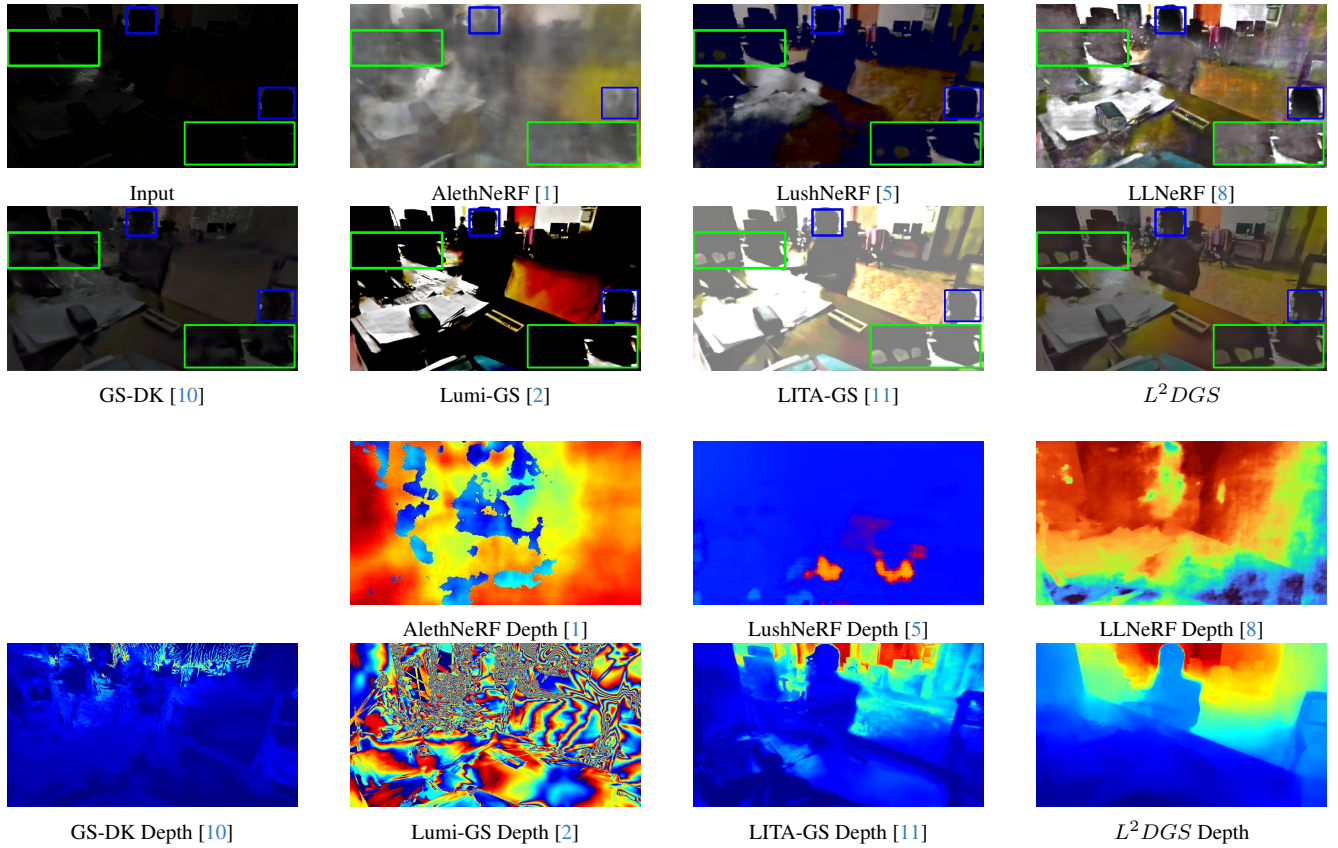 Input
AlethNeRF [1]
LushNeRF [5]
LLNeRF [8]
GS-DK [10]
Lumi-GS [2]
LITA-GS [11]
L²DGS
AlethNeRF Depth [1]
LushNeRF Depth [5]
LLNeRF Depth [8]
GS-DK Depth [10]
Lumi-GS Depth [2]
LITA-GS Depth [11]
L²DGS Depth